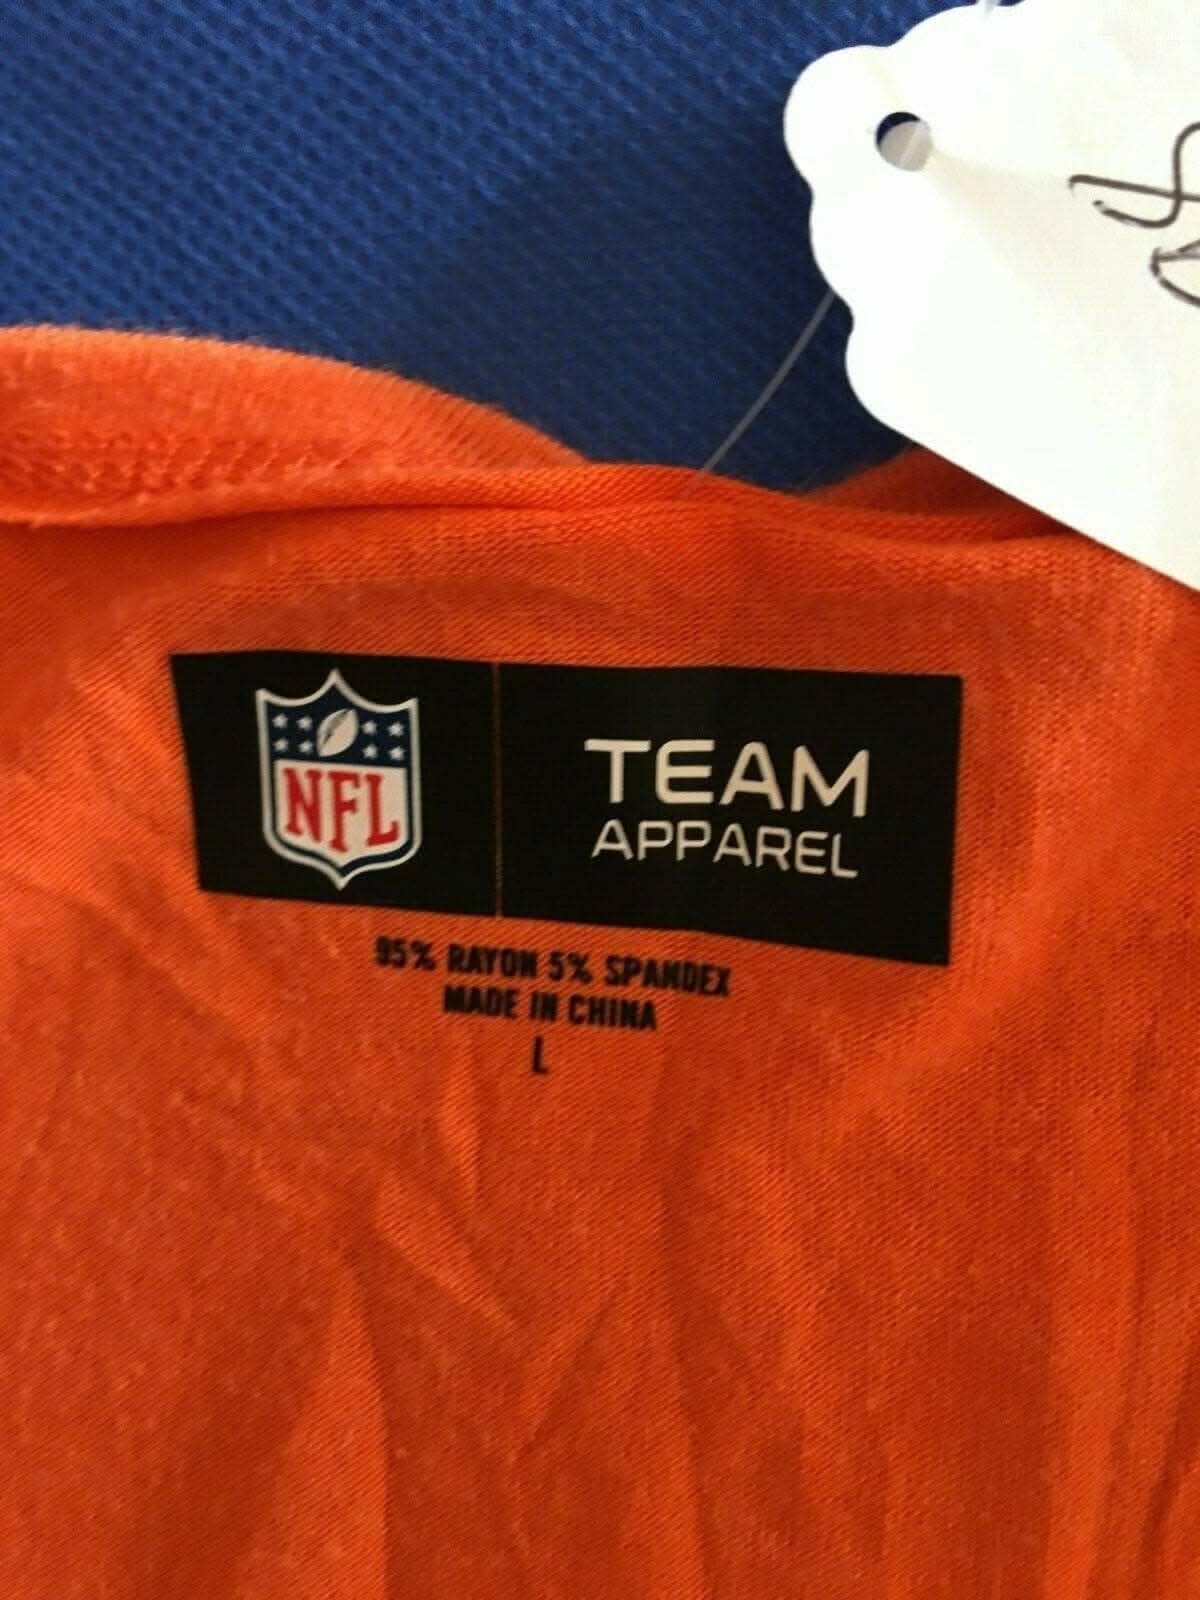 NFL
TEAM
APPAREL
95% RAYON 5% SPANDEX
MADE IN CHINA
L